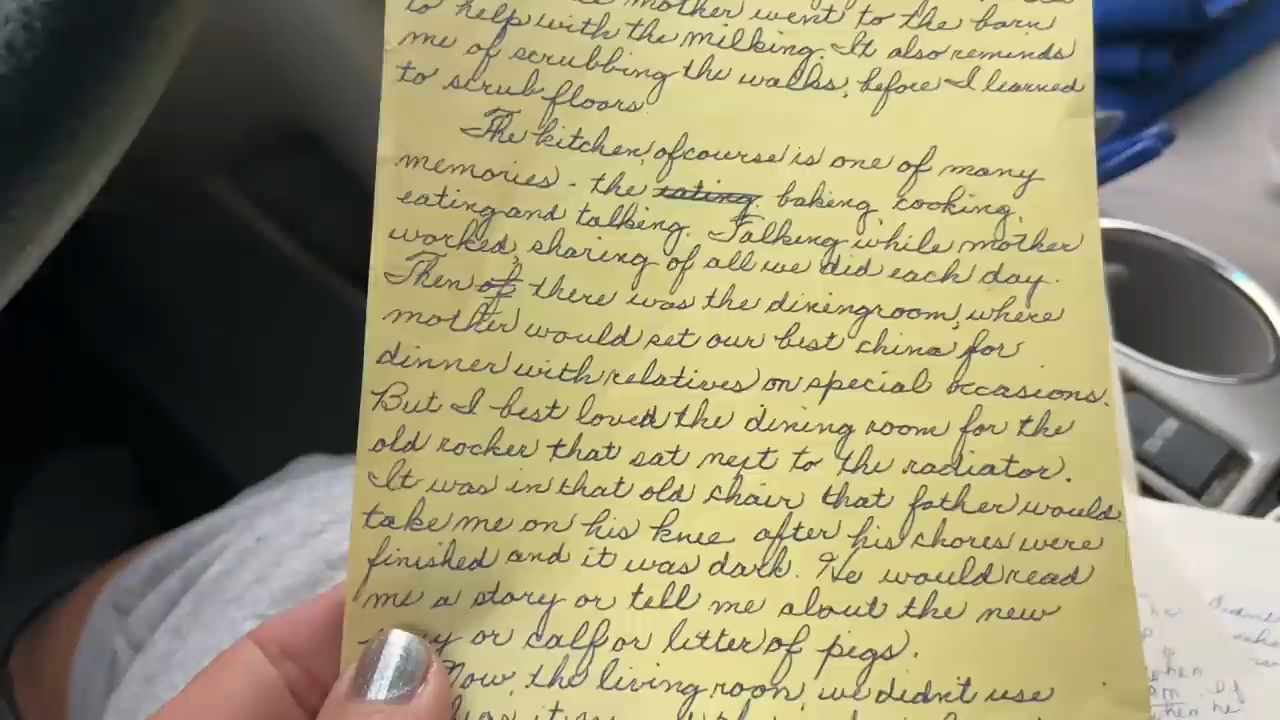 mother went to the barn
to help with the milking. It also reminds
me of scrubbing the walks, before I learned
to scrub floors.
The kitchen, ofcourse is one of many
memories - the eating baking, cooking,
eating and talking. Talking while mother
worked, sharing of all we did each day.
Then of there was the diningroom, where
mother would set our best china for
dinner with relatives on special occasions.
But I best loved the dining room for the
old rocker that sat next to the radiator.
It was in that old chair that father would
take me on his knee after his chores were
finished and it was dark. He would read
me a story or tell me about the new
or calf or litter of pigs.
Now, the living room, we didn't use